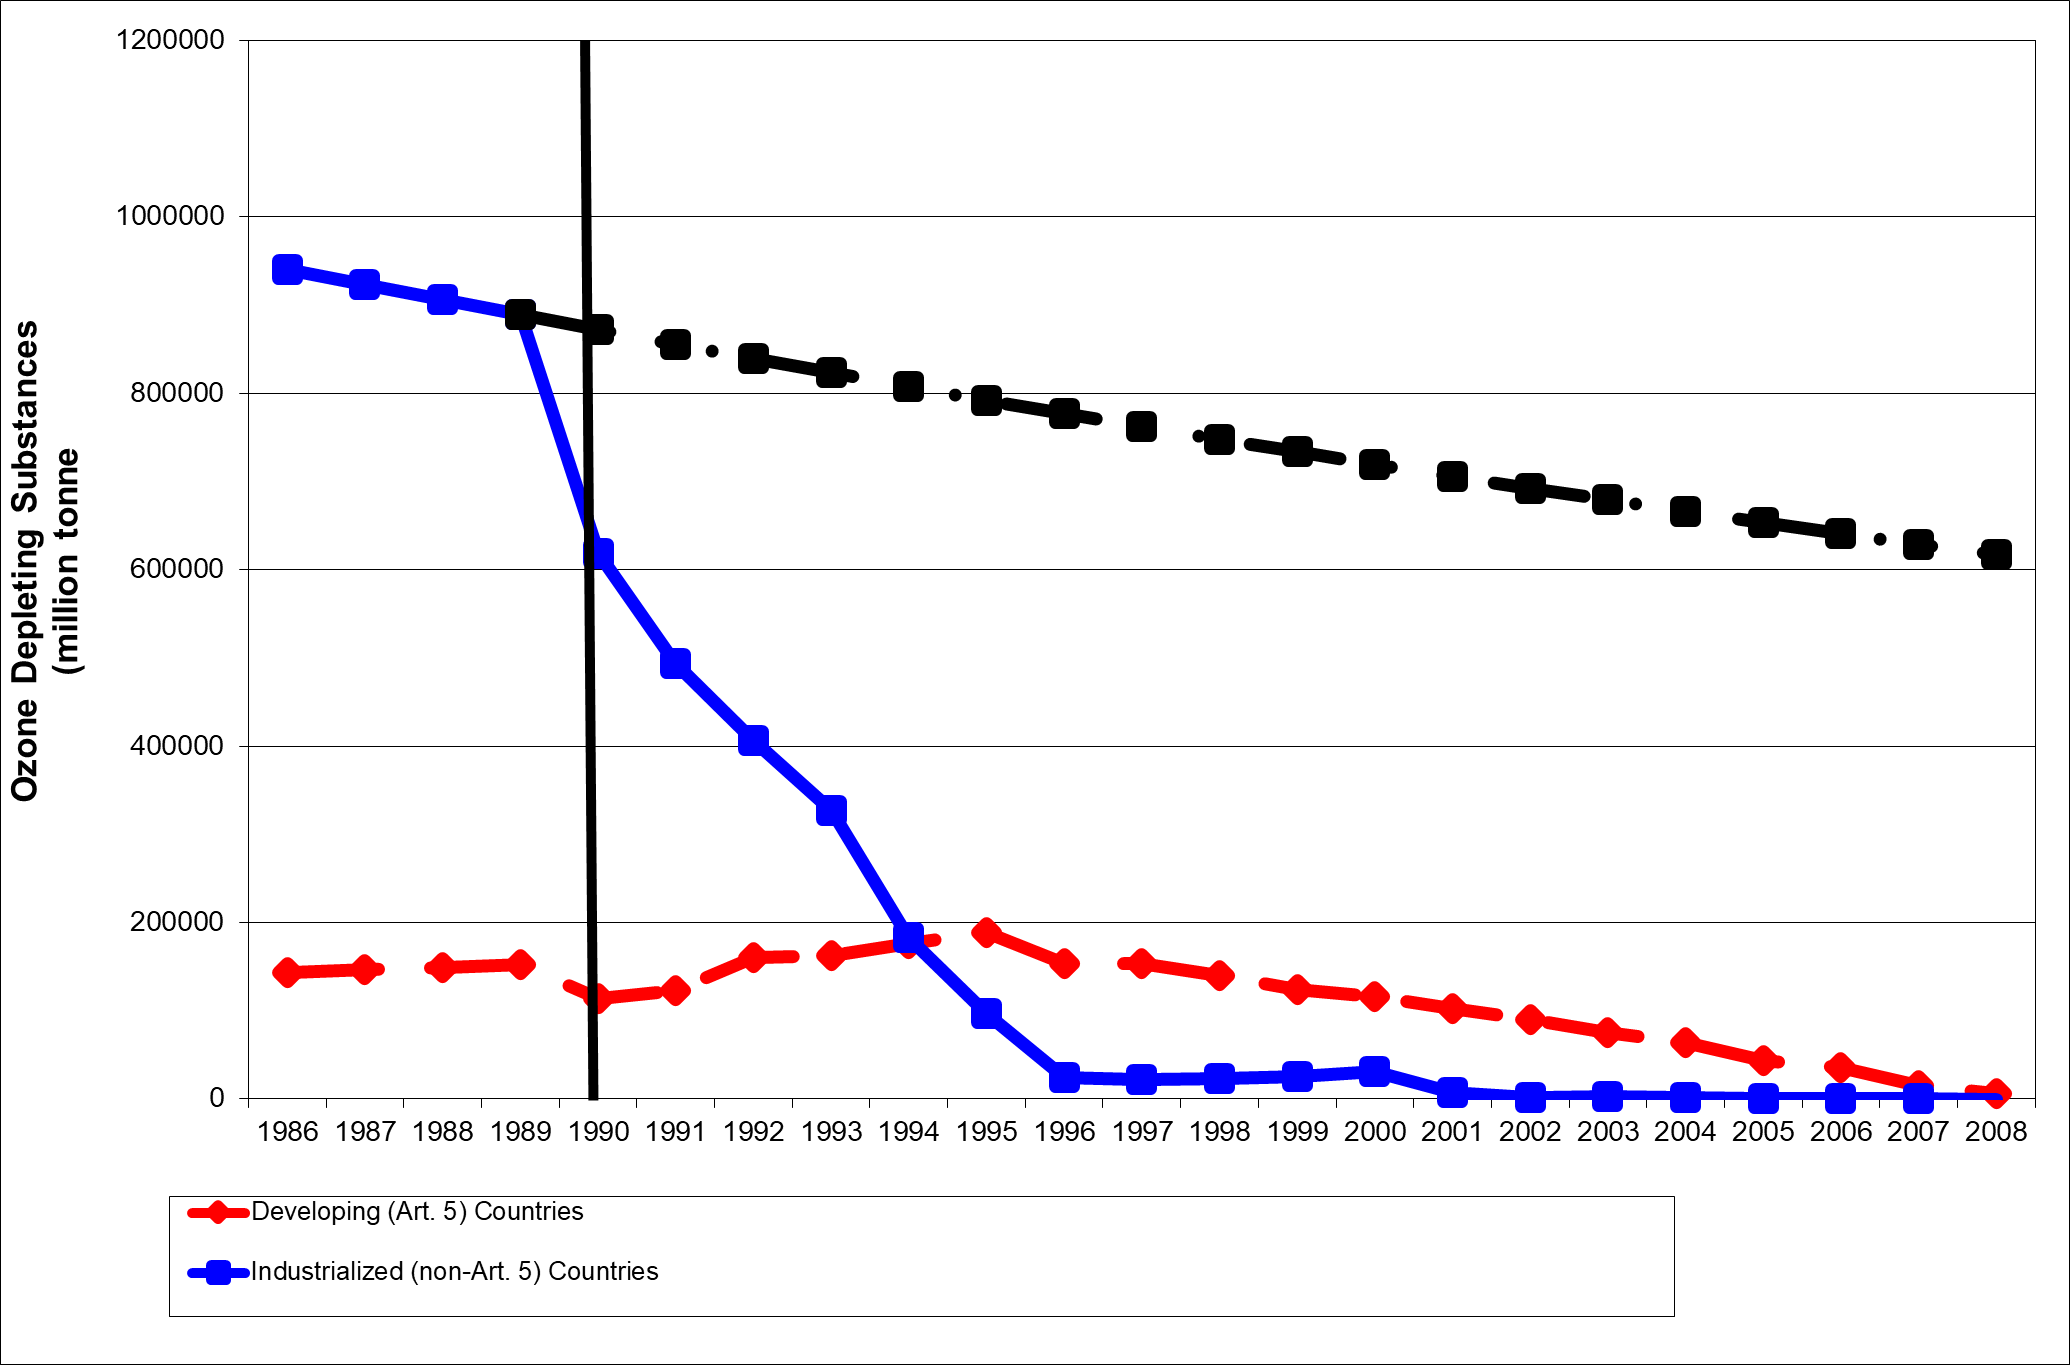 Ozone Depleting Substances
(million tonne
1200000
1000000
800000
600000
400000
200000
0
1986 1987 1988 1989 1990 1991 1992 1993 1994 1995 1996 1997 1998 1999 2000 2001 2002 2003 2004 2005 2006 2007 2008
Developing (Art. 5) Countries
Industrialized (non-Art. 5) Countries